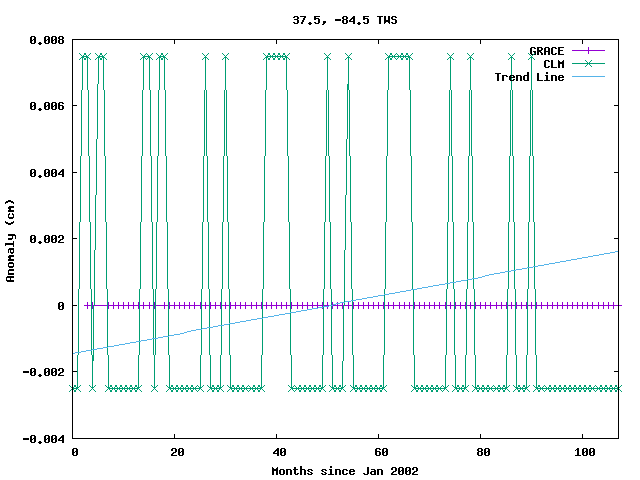 37.5, -84.5 TWS
GRACE
CLM
Trend Line
Anomaly (cm)
0.008
0.006
0.004
0.002
0
-0.002
-0.004
0 20 40 60 80 100
Months since Jan 2002